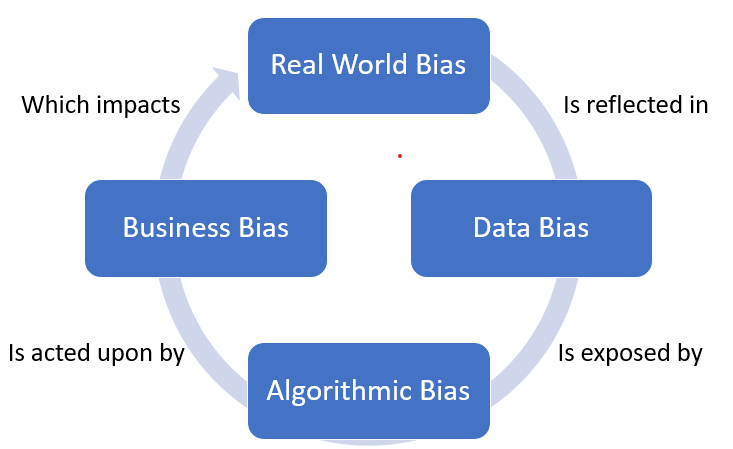 Real World Bias
Which impacts
Is reflected in
Business Bias
Data Bias
Is acted upon by
Is exposed by
Algorithmic Bias